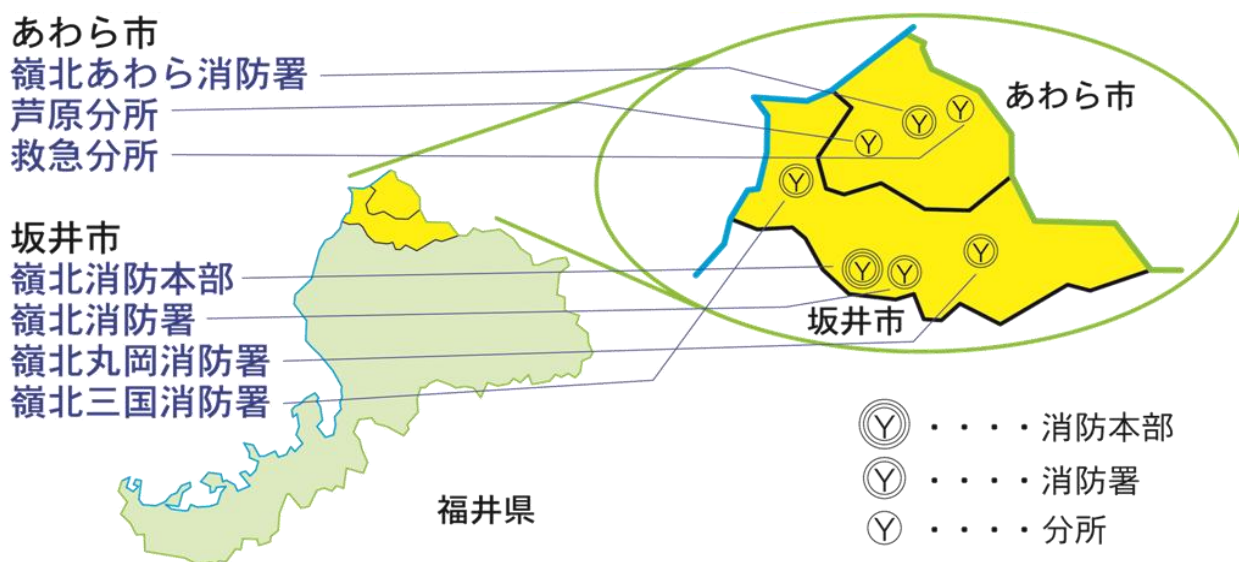 あわら市
嶺北あわら消防署
芦原分所
救急分所
坂井市
嶺北消防本部
嶺北消防署
嶺北丸岡消防署
嶺北三国消防署
あわら市
坂井市
福井県
Y・・・・消防本部
Y・・・・消防署
Y・・・・分所